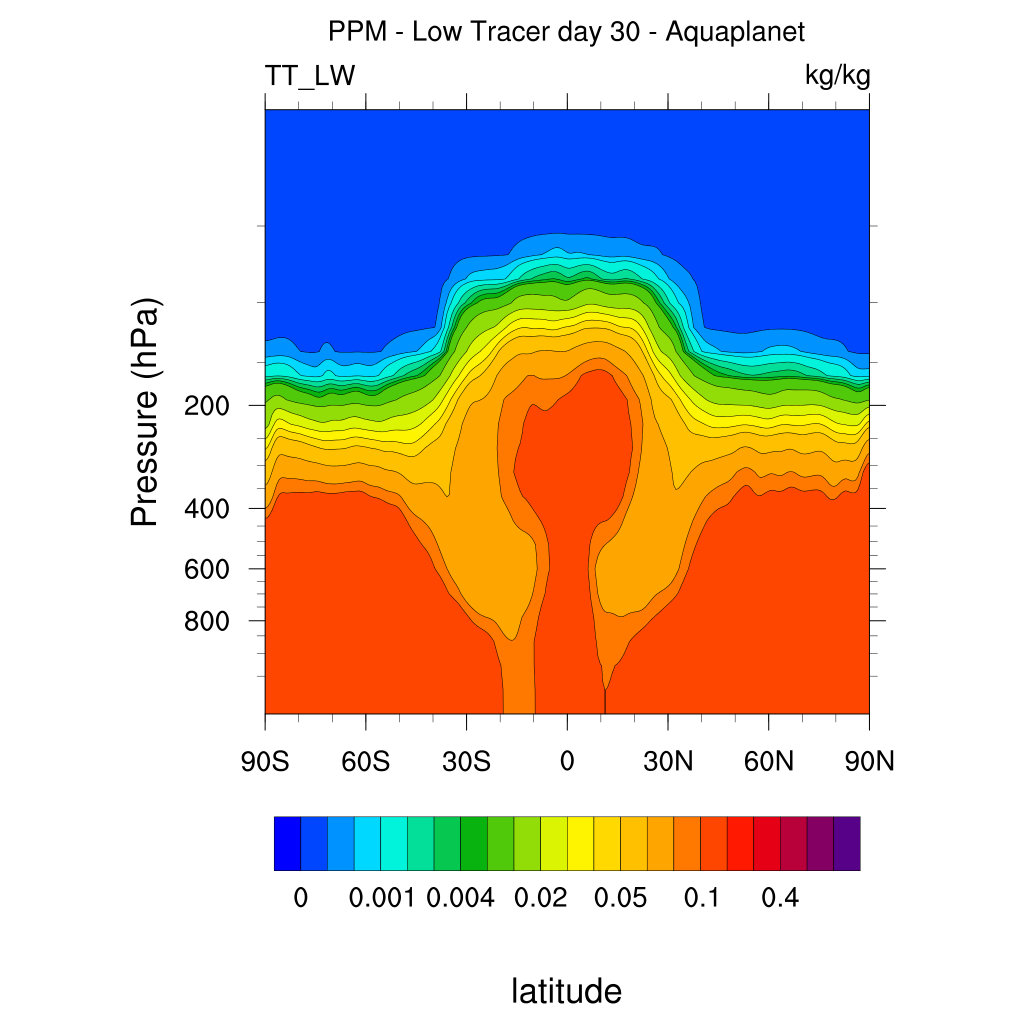 PPM - Low Tracer day 30 - Aquaplanet
TT_LW kg/kg
Pressure (hPa)
200
400
600
800
90S 60S 30S 0 30N 60N 90N
0 0.001 0.004 0.02 0.05 0.1 0.4
latitude